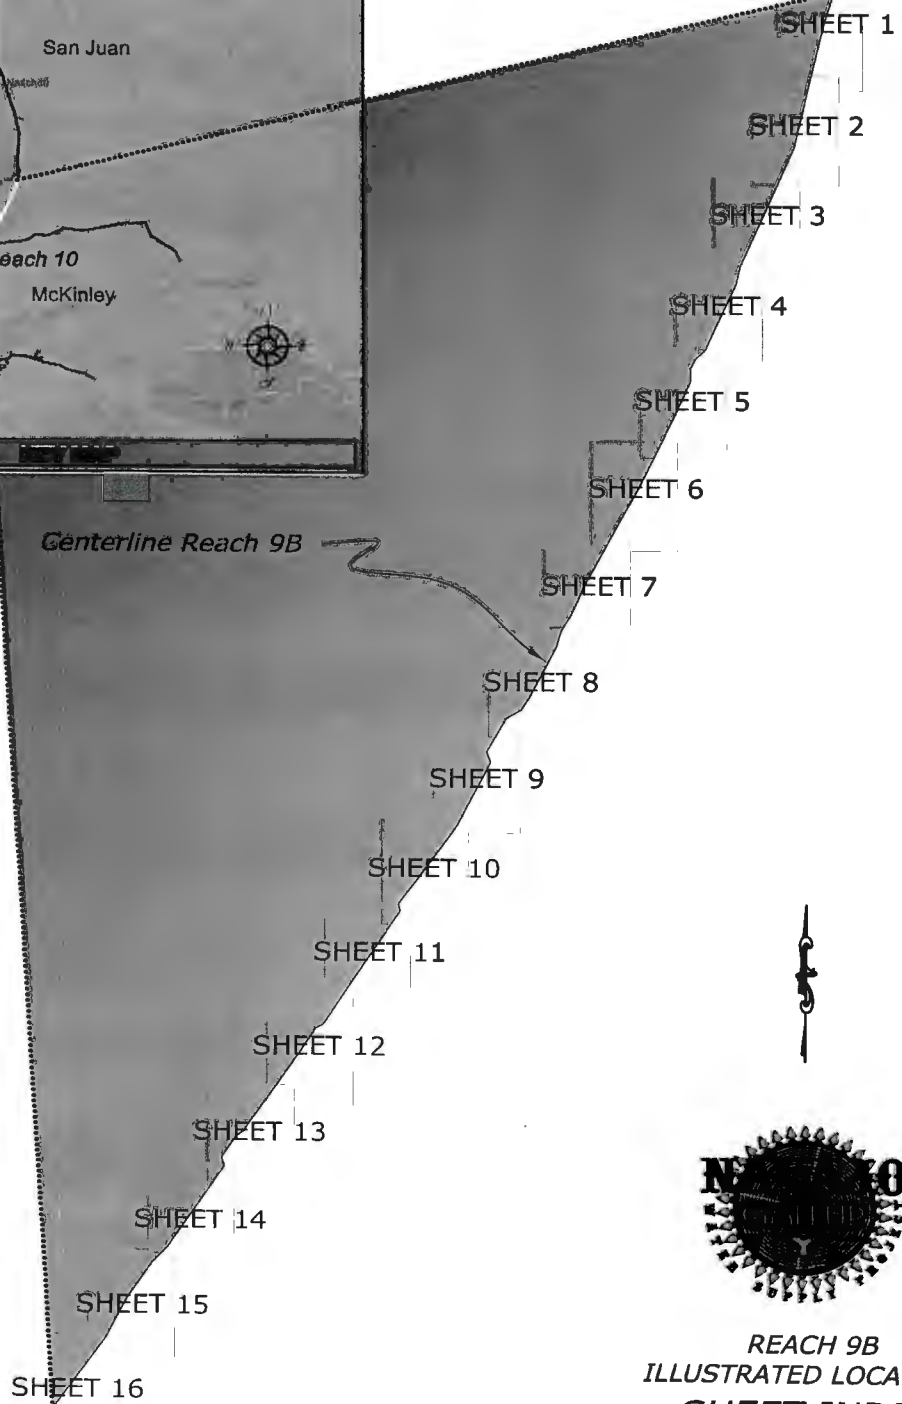 San Juan
each 10
McKinley
SHEET 1
SHEET 2
SHEET 3
SHEET 4
SHEET 5
SHEET 6
SHEET 7
Centerline Reach 9B
SHEET 8
SHEET 9
SHEET 10
SHEET 11
SHEET 12
SHEET 13
SHEET 14
SHEET 15
SHEET 16
REACH 9B
ILLUSTRATED LOCA